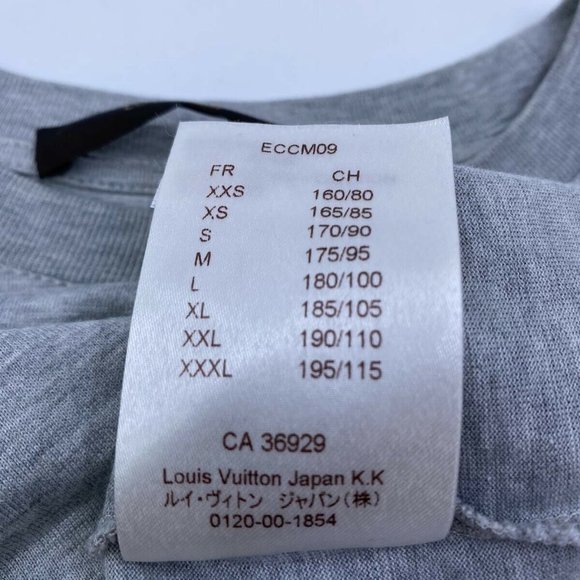 ECCM09
FR CH
XXS 160/80
XS 165/85
S 170/90
M 175/95
L 180/100
XL 185/105
XXL 190/110
XXXL 195/115
CA 36929
Louis Vuitton Japan K.K
ルイ・ヴィトン ジャパン(株)
0120-00-1854